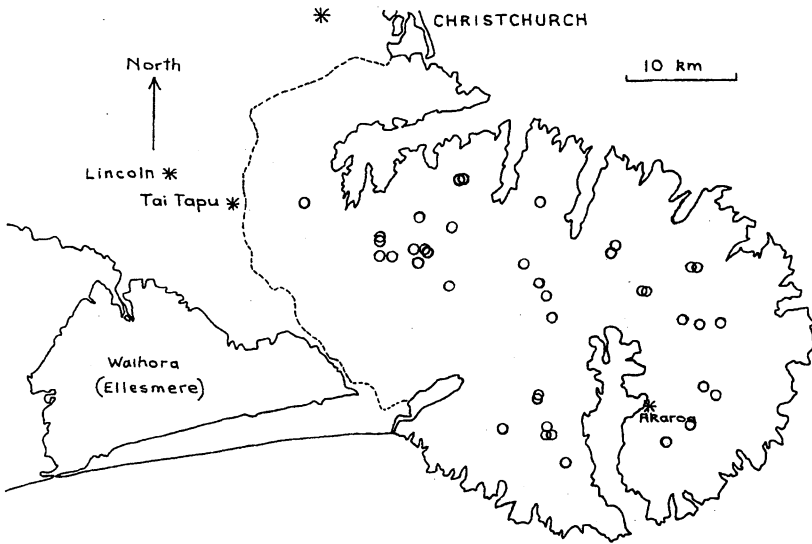 CHRISTCHURCH
North
10 km
Lincoln
Tai Tapu
Waihora
(Ellesmere)
Akaroa